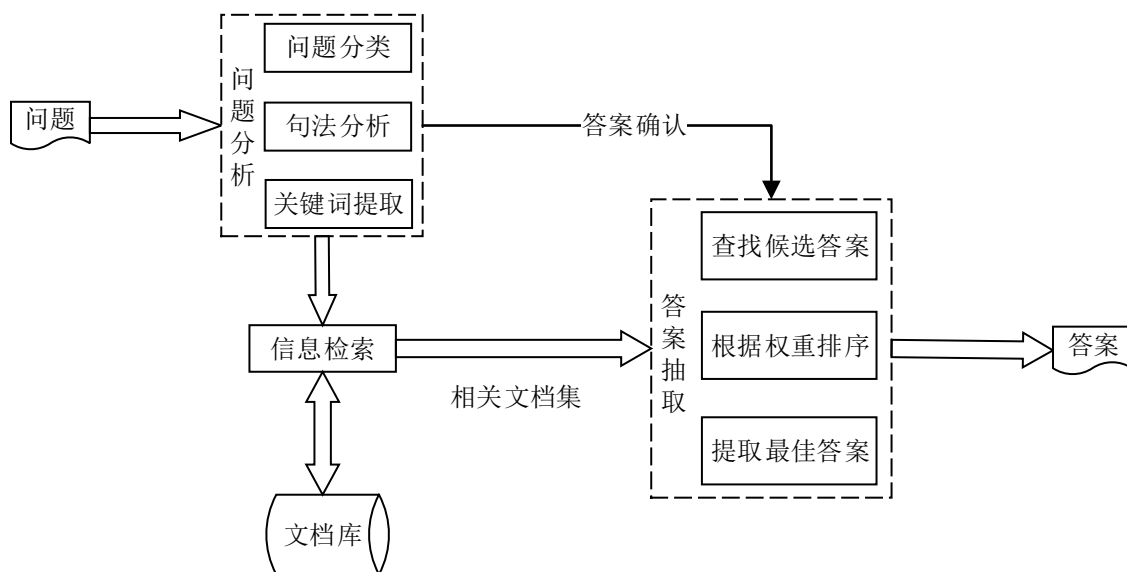 问题
问题分析
问题分类
句法分析
关键词提取
答案确认
信息检索
相关文档集
文档库
答案抽取
查找候选答案
根据权重排序
提取最佳答案
答案